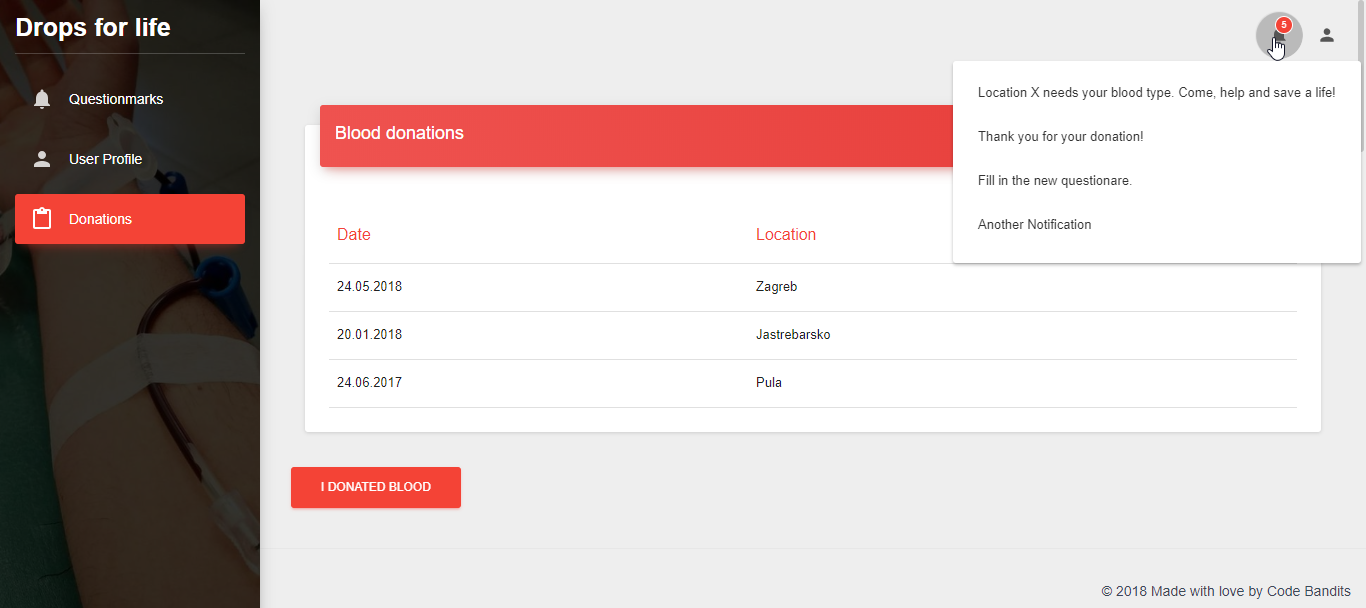 Drops for life
Questionmarks
User Profile
Donations
5
Location X needs your blood type. Come, help and save a life!
Thank you for your donation!
Fill in the new questionare.
Another Notification
Blood donations
Date Location
24.05.2018 Zagreb
20.01.2018 Jastrebarsko
24.06.2017 Pula
I DONATED BLOOD
© 2018 Made with love by Code Bandits